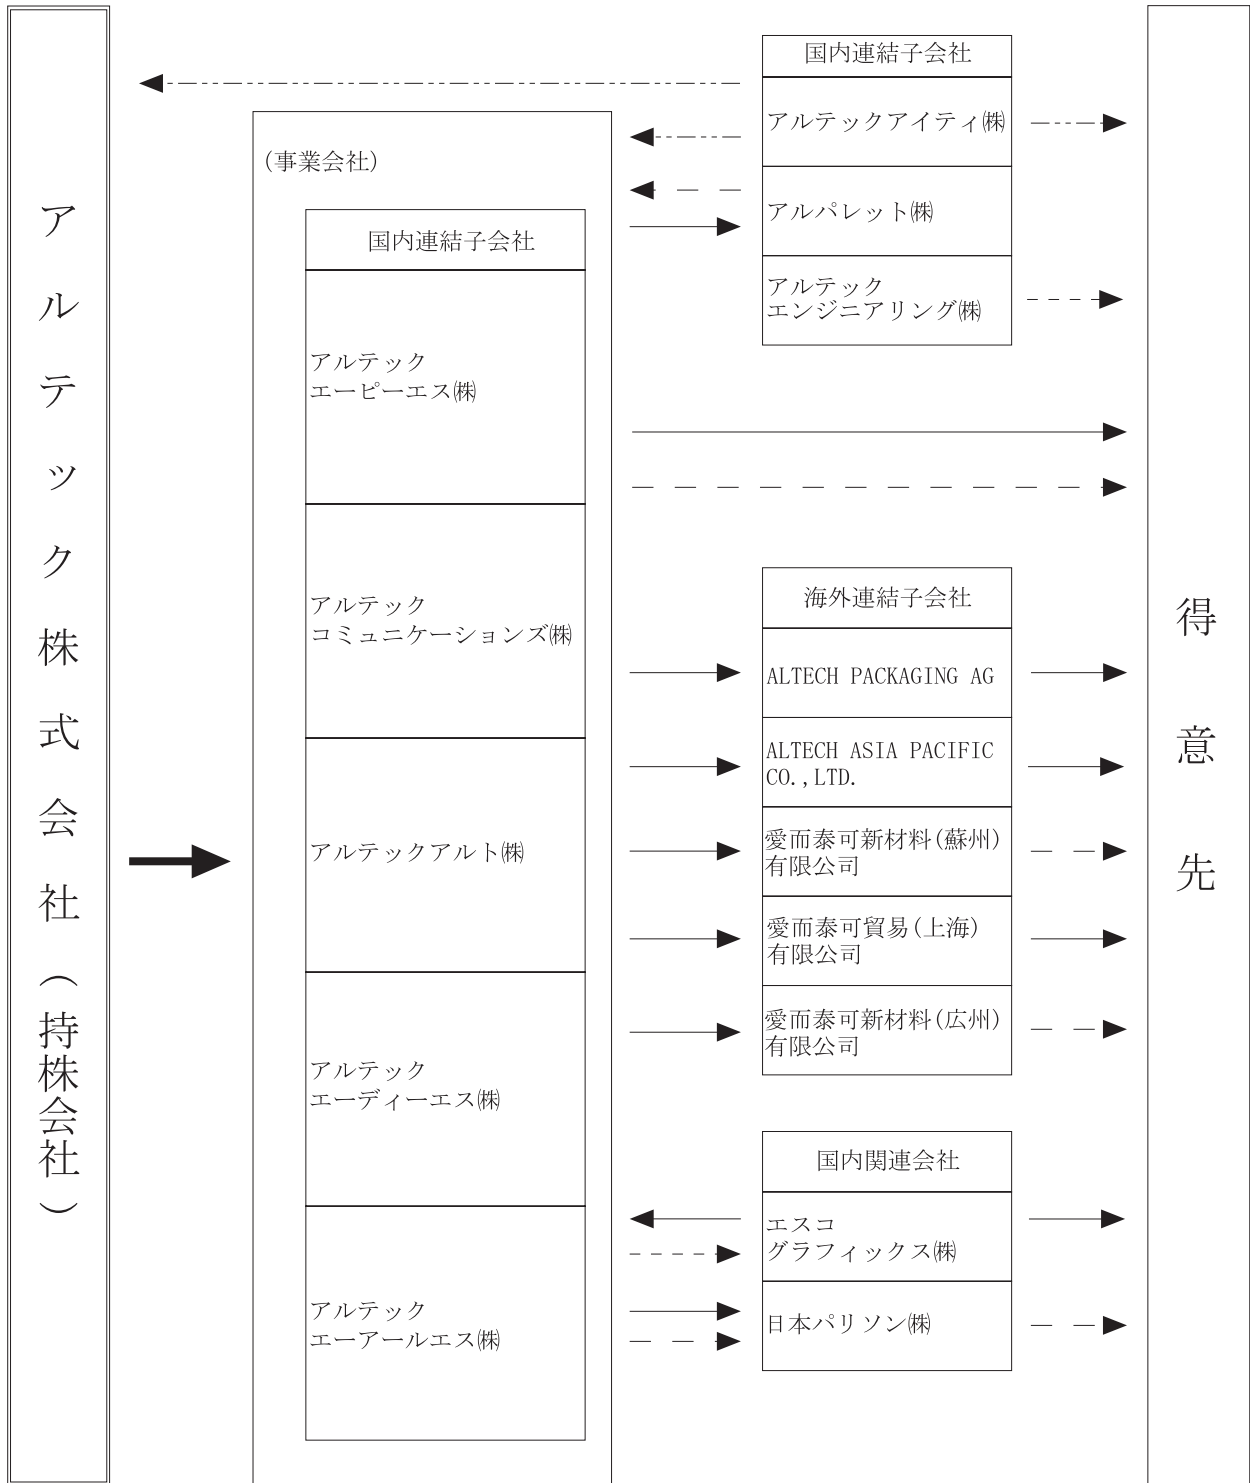 アルテック株式会社（持株会社）
(事業会社)
国内連結子会社
アルテック
エーピーエス㈱
アルテック
コミュニケーションズ㈱
アルテックアルト㈱
アルテック
エーディーエス㈱
アルテック
エーアールエス㈱
国内連結子会社
アルテックアイティ㈱
アルパレット㈱
アルテック
エンジニアリング㈱
海外連結子会社
ALTECH PACKAGING AG
ALTECH ASIA PACIFIC
CO.,LTD.
愛而泰可新材料(蘇州)
有限公司
愛而泰可貿易(上海)
有限公司
愛而泰可新材料(広州)
有限公司
国内関連会社
エスコ
グラフィックス㈱
日本パリソン㈱
得意先